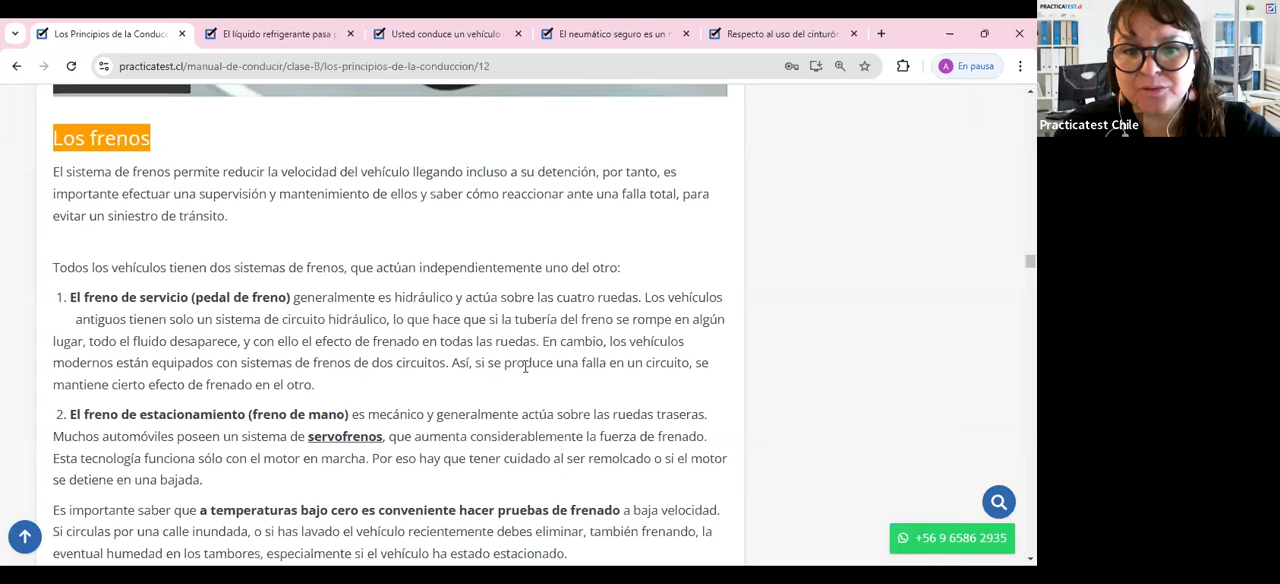 Los Principios de la Conducc
El líquido refrigerante pasa p
Usted conduce un vehículo
El neumático seguro es un r
Respecto al uso del cinturón
practicatest.cl/manual-de-conducir/clase-B/los-principios-de-la-conduccion/12
A
En pausa
PRACTICATEST.cl
Practicatest Chile
Los frenos
El sistema de frenos permite reducir la velocidad del vehículo llegando incluso a su detención, por tanto, es
importante efectuar una supervisión y mantenimiento de ellos y saber cómo reaccionar ante una falla total, para
evitar un siniestro de tránsito.
Todos los vehículos tienen dos sistemas de frenos, que actúan independientemente uno del otro:
1. El freno de servicio (pedal de freno) generalmente es hidráulico y actúa sobre las cuatro ruedas. Los vehículos
antiguos tienen solo un sistema de circuito hidráulico, lo que hace que si la tubería del freno se rompe en algún
lugar, todo el fluido desaparece, y con ello el efecto de frenado en todas las ruedas. En cambio, los vehículos
modernos están equipados con sistemas de frenos de dos circuitos. Así, si se produce una falla en un circuito, se
mantiene cierto efecto de frenado en el otro.
2. El freno de estacionamiento (freno de mano) es mecánico y generalmente actúa sobre las ruedas traseras.
Muchos automóviles poseen un sistema de servofrenos, que aumenta considerablemente la fuerza de frenado.
Esta tecnología funciona sólo con el motor en marcha. Por eso hay que tener cuidado al ser remolcado o si el motor
se detiene en una bajada.
Es importante saber que a temperaturas bajo cero es conveniente hacer pruebas de frenado a baja velocidad.
Si circulas por una calle inundada, o si has lavado el vehículo recientemente debes eliminar, también frenando, la
eventual humedad en los tambores, especialmente si el vehículo ha estado estacionado.
+56 9 6586 2935